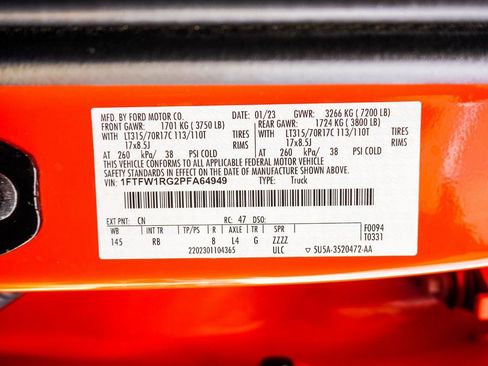 MFD. BY FORD MOTOR CO. DATE: 01/23 GVWR: 3266 KG (7200 LB)
FRONT GAWR: 1701 KG (3750 LB) REAR GAWR: 1724 KG (3800 LB)
WITH LT315/70R17C 113/110T TIRES WITH LT315/70R17C 113/110T TIRES
17x8.5J RIMS 17x8.5J RIMS
AT 260 kPa/ 38 PSI COLD AT 260 kPa/ 38 PSI COLD
THIS VEHICLE CONFORMS TO ALL APPLICABLE FEDERAL MOTOR VEHICLE
SAFETY STANDARDS IN EFFECT ON THE DATE OF MANUFACTURE SHOWN ABOVE.
VIN: 1FTFW1RG2PFA64949 TYPE: Truck
EXT PNT: CN RC: 47 DSO: F0094
WB INT TR TP/PS R AXLE TR SPR T0331
145 RB 8 L4 G ZZZZ
2202301104365 ULC ▽ 5U5A-3520472-AA